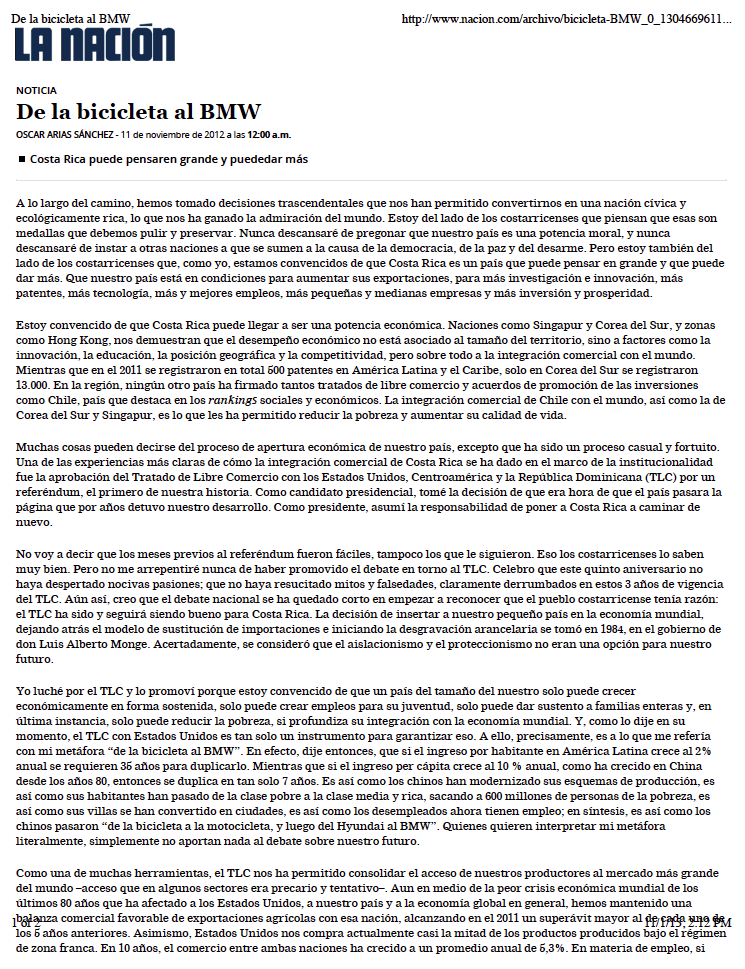 De la bicicleta al BMW
http://www.nacion.com/archivo/bicicleta-BMW_0_1304669611...
LA NACIÓN
NOTICIA
De la bicicleta al BMW
OSCAR ARIAS SÁNCHEZ - 11 de noviembre de 2012 a las 12:00 a.m.
■ Costa Rica puede pensaren grande y puededar más
A lo largo del camino, hemos tomado decisiones trascendentales que nos han permitido convertirnos en una nación cívica y
ecológicamente rica, lo que nos ha ganado la admiración del mundo. Estoy del lado de los costarricenses que piensan que esas son
medallas que debemos pulir y preservar. Nunca descansaré de pregonar que nuestro país es una potencia moral, y nunca
descansaré de instar a otras naciones a que se sumen a la causa de la democracia, de la paz y del desarme. Pero estoy también del
lado de los costarricenses que, como yo, estamos convencidos de que Costa Rica es un país que puede pensar en grande y que puede
dar más. Que nuestro país está en condiciones para aumentar sus exportaciones, para más investigación e innovación, más
patentes, más tecnología, más y mejores empleos, más pequeñas y medianas empresas y más inversión y prosperidad.
Estoy convencido de que Costa Rica puede llegar a ser una potencia económica. Naciones como Singapur y Corea del Sur, y zonas
como Hong Kong, nos demuestran que el desempeño económico no está asociado al tamaño del territorio, sino a factores como la
innovación, la educación, la posición geográfica y la competitividad, pero sobre todo a la integración comercial con el mundo.
Mientras que en el 2011 se registraron en total 500 patentes en América Latina y el Caribe, solo en Corea del Sur se registraron
13.000. En la región, ningún otro país ha firmado tantos tratados de libre comercio y acuerdos de promoción de las inversiones
como Chile, país que destaca en los rankings sociales y económicos. La integración comercial de Chile con el mundo, así como la de
Corea del Sur y Singapur, es lo que les ha permitido reducir la pobreza y aumentar su calidad de vida.
Muchas cosas pueden decirse del proceso de apertura económica de nuestro país, excepto que ha sido un proceso casual y fortuito.
Una de las experiencias más claras de cómo la integración comercial de Costa Rica se ha dado en el marco de la institucionalidad
fue la aprobación del Tratado de Libre Comercio con los Estados Unidos, Centroamérica y la República Dominicana (TLC) por un
referéndum, el primero de nuestra historia. Como candidato presidencial, tomé la decisión de que era hora de que el país pasara la
página que por años detuvo nuestro desarrollo. Como presidente, asumí la responsabilidad de poner a Costa Rica a caminar de
nuevo.
No voy a decir que los meses previos al referéndum fueron fáciles, tampoco los que le siguieron. Eso los costarricenses lo saben
muy bien. Pero no me arrepentiré nunca de haber promovido el debate en torno al TLC. Celebro que este quinto aniversario no
haya despertado nocivas pasiones; que no haya resucitado mitos y falsedades, claramente derrumbados en estos 3 años de vigencia
del TLC. Aún así, creo que el debate nacional se ha quedado corto en empezar a reconocer que el pueblo costarricense tenía razón:
el TLC ha sido y seguirá siendo bueno para Costa Rica. La decisión de insertar a nuestro pequeño país en la economía mundial,
dejando atrás el modelo de sustitución de importaciones e iniciando la desgravación arancelaria se tomó en 1984, en el gobierno de
don Luis Alberto Monge. Acertadamente, se consideró que el aislacionismo y el proteccionismo no eran una opción para nuestro
futuro.
Yo luché por el TLC y lo promoví porque estoy convencido de que un país del tamaño del nuestro solo puede crecer
económicamente en forma sostenida, solo puede crear empleos para su juventud, solo puede dar sustento a familias enteras y, en
última instancia, solo puede reducir la pobreza, si profundiza su integración con la economía mundial. Y, como lo dije en su
momento, el TLC con Estados Unidos es tan solo un instrumento para garantizar eso. A ello, precisamente, es a lo que me refería
con mi metáfora “de la bicicleta al BMW”. En efecto, dije entonces, que si el ingreso por habitante en América Latina crece al 2%
anual se requieren 35 años para duplicarlo. Mientras que si el ingreso per cápita crece al 10 % anual, como ha crecido en China
desde los años 80, entonces se duplica en tan solo 7 años. Es así como los chinos han modernizado sus esquemas de producción, es
así como sus habitantes han pasado de la clase pobre a la clase media y rica, sacando a 600 millones de personas de la pobreza, es
así como sus villas se han convertido en ciudades, es así como los desempleados ahora tienen empleo; en síntesis, es así como los
chinos pasaron “de la bicicleta a la motocicleta, y luego del Hyundai al BMW”. Quienes quieren interpretar mi metáfora
literalmente, simplemente no aportan nada al debate sobre nuestro futuro.
Como una de muchas herramientas, el TLC nos ha permitido consolidar el acceso de nuestros productores al mercado más grande
del mundo –acceso que en algunos sectores era precario y tentativo–. Aun en medio de la peor crisis económica mundial de los
últimos 80 años que ha afectado a los Estados Unidos, a nuestro país y a la economía global en general, hemos mantenido una
balanza comercial favorable de exportaciones agrícolas con esa nación, alcanzando en el 2011 un superávit mayor al de cada uno de
1 of 2
11/1/15, 2:12 PM
los 5 años anteriores. Asimismo, Estados Unidos nos compra actualmente casi la mitad de los productos producidos bajo el régimen
de zona franca. En 10 años, el comercio entre ambas naciones ha crecido a un promedio anual de 5,3%. En materia de empleo, si